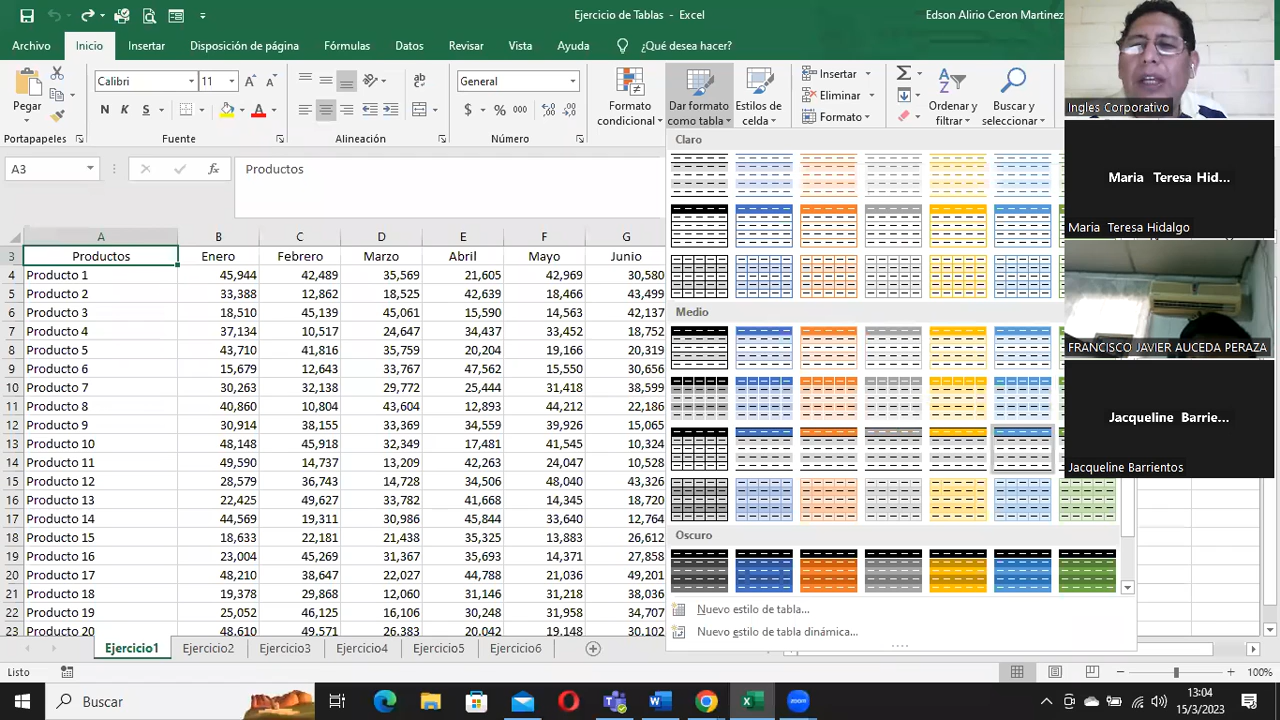 Ejercicio de Tablas - Excel
Edson Alirio Ceron Martinez
Archivo Inicio Insertar Disposición de página Fórmulas Datos Revisar Vista Ayuda ¿Qué desea hacer?
Calibri 11 General
Pegar
N K S
ab
$ % 000
Formato condicional
Dar formato como tabla
Estilos de celda
Insertar
Eliminar
Formato
Ordenar y filtrar
Buscar y seleccionar
Portapapeles Fuente Alineación Número
A3 fx Productos
A B C D E F G
3 Productos Enero Febrero Marzo Abril Mayo Junio
4 Producto 1 45,944 42,489 35,569 21,605 42,969 30,580
5 Producto 2 33,388 12,862 18,525 42,639 18,466 43,499
6 Producto 3 18,510 45,139 45,061 15,590 14,563 42,137
7 Producto 4 37,134 10,517 24,647 34,437 33,452 18,752
8 Producto 5 43,710 41,816 35,759 20,204 19,166 20,319
9 Producto 6 15,679 12,643 33,767 47,562 15,550 30,656
10 Producto 7 30,263 32,138 29,772 25,444 31,418 38,599
11 Producto 8 40,860 10,804 43,604 12,893 44,212 22,186
12 Producto 9 30,914 38,155 33,369 34,559 39,926 15,065
13 Producto 10 48,148 43,918 32,349 17,481 41,545 10,324
14 Producto 11 49,590 14,737 13,209 42,263 24,047 10,528
15 Producto 12 28,579 36,743 14,728 34,506 48,040 43,326
16 Producto 13 22,425 49,627 33,782 41,668 14,345 18,720
17 Producto 14 44,569 19,311 30,986 45,844 33,640 12,764
18 Producto 15 18,633 22,181 21,438 35,325 13,883 26,612
19 Producto 16 23,004 45,269 31,367 35,693 14,371 27,858
20 Producto 17 48,210 38,647 22,027 44,788 21,036 49,201
21 Producto 18 12,060 31,146 31,218 38,036
22 Producto 19 25,052 46,125 16,106 30,248 31,958 34,707
23 Producto 20 48,610 49,571 26,383 20,042 19,148 30,102
Claro
Medio
Oscuro
Nuevo estilo de tabla...
Nuevo estilo de tabla dinámica...
Ingles Corporativo
Maria Teresa Hid...
Maria Teresa Hidalgo
FRANCISCO JAVIER AUCEDA PERAZA
Jacqueline Barrie...
Jacqueline Barrientos
Ejercicio1 Ejercicio2 Ejercicio3 Ejercicio4 Ejercicio5 Ejercicio6
Listo 100%
Buscar
13:04
15/3/2023